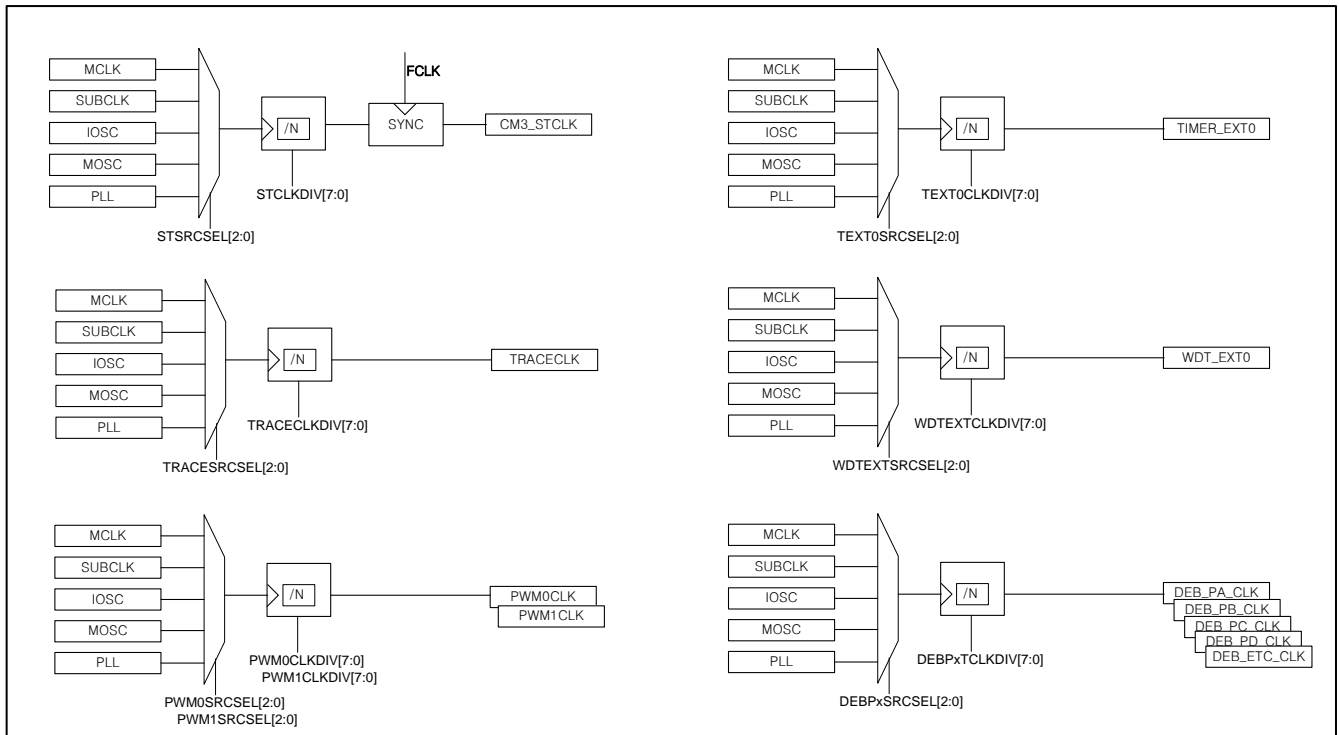 MCLK
SUBCLK
IOSC
MOSC
PLL
STSRCSEL[2:0]
/N
STCLKDIV[7:0]
FCLK
SYNC
CM3_STCLK
MCLK
SUBCLK
IOSC
MOSC
PLL
TEXT0SRCSEL[2:0]
/N
TEXT0CLKDIV[7:0]
TIMER_EXT0
MCLK
SUBCLK
IOSC
MOSC
PLL
TRACESRCSEL[2:0]
/N
TRACECLKDIV[7:0]
TRACECLK
MCLK
SUBCLK
IOSC
MOSC
PLL
WDTEXTSRCSEL[2:0]
/N
WDTEXTCLKDIV[7:0]
WDT_EXT0
MCLK
SUBCLK
IOSC
MOSC
PLL
PWM0SRCSEL[2:0]
PWM1SRCSEL[2:0]
/N
PWM0CLKDIV[7:0]
PWM1CLKDIV[7:0]
PWM0CLK
PWM1CLK
MCLK
SUBCLK
IOSC
MOSC
PLL
DEBPxSRCSEL[2:0]
/N
DEBPxTCLKDIV[7:0]
DEB_PA_CLK
DEB_PB_CLK
DEB_PC_CLK
DEB_PD_CLK
DEB_ETC_CLK